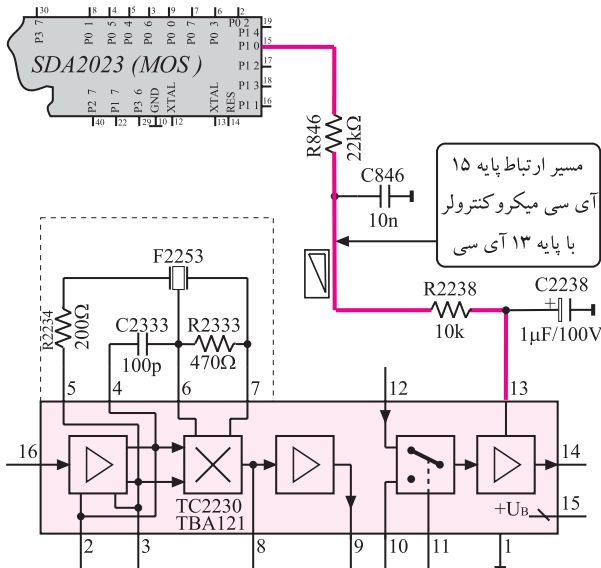 30 8 5 4 3 9 7 6 2
P3 7 P0 1 P0 5 P0 4 P0 6 P0 0 P0 7 P0 3 P0 2
19
P1 4
15
P1 0
SDA2023 (MOS)
17
P1 2
18
P1 3
16
P1 1
P2 7 P1 7 P3 6 GND XTAL XTAL RES
40 22 29 10 12 13 14
R846
22kΩ
C846
10n
مسیر ارتباط پایه ۱۵
آی سی میکروکنترولر
با پایه ۱۳ آی سی
F2253
R2234
200Ω
C2333
100p
R2333
470Ω
R2238
10k
C2238
+
1µF/100V
5 4 6 7 12 13
16
14
TC2230
TBA121
+UB
15
2 3 8 9 10 11 1